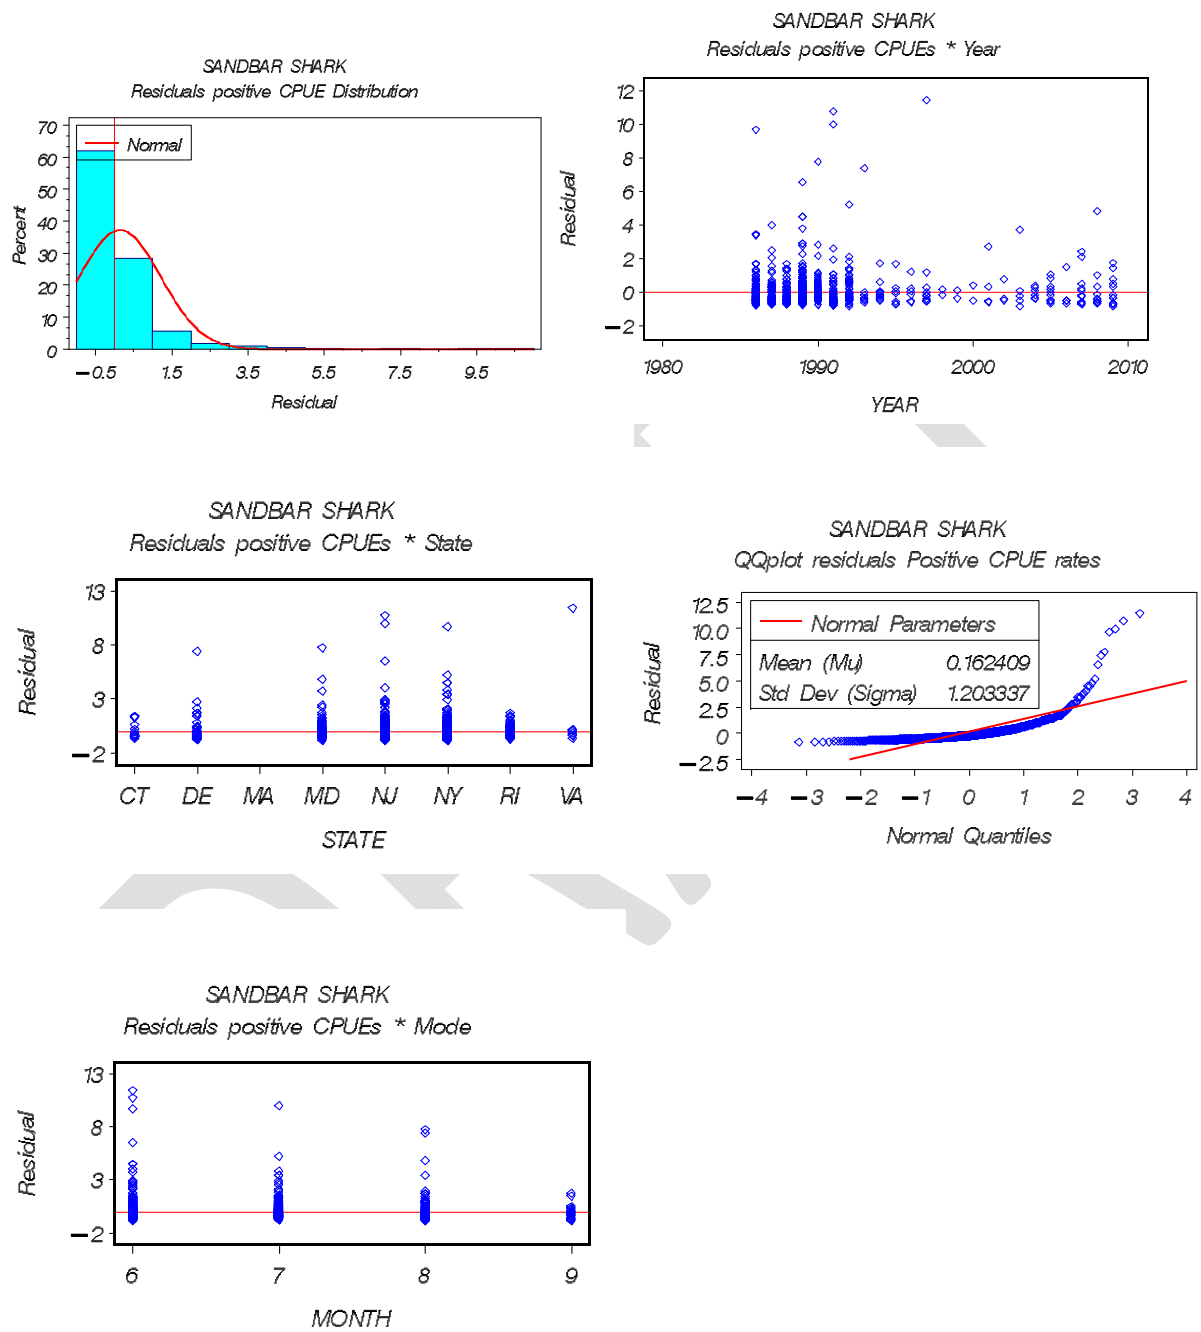 SANDBAR SHARK
Residuals positive CPUE Distribution
Normal
70
60
50
40
30
20
10
0
Percent
−0.5 1.5 3.5 5.5 7.5 9.5
Residual
SANDBAR SHARK
Residuals positive CPUEs * Year
12
10
8
6
4
2
0
−2
Residual
1980 1990 2000 2010
YEAR
SANDBAR SHARK
Residuals positive CPUEs * State
13
8
3
−2
Residual
CT DE MA MD NJ NY RI VA
STATE
SANDBAR SHARK
QQplot residuals Positive CPUE rates
Normal Parameters
Mean (Mu) 0.162409
Std Dev (Sigma) 1.203337
12.5
10.0
7.5
5.0
2.5
0
−2.5
Residual
−4 −3 −2 −1 0 1 2 3 4
Normal Quantiles
SANDBAR SHARK
Residuals positive CPUEs * Mode
13
8
3
−2
Residual
6 7 8 9
MONTH